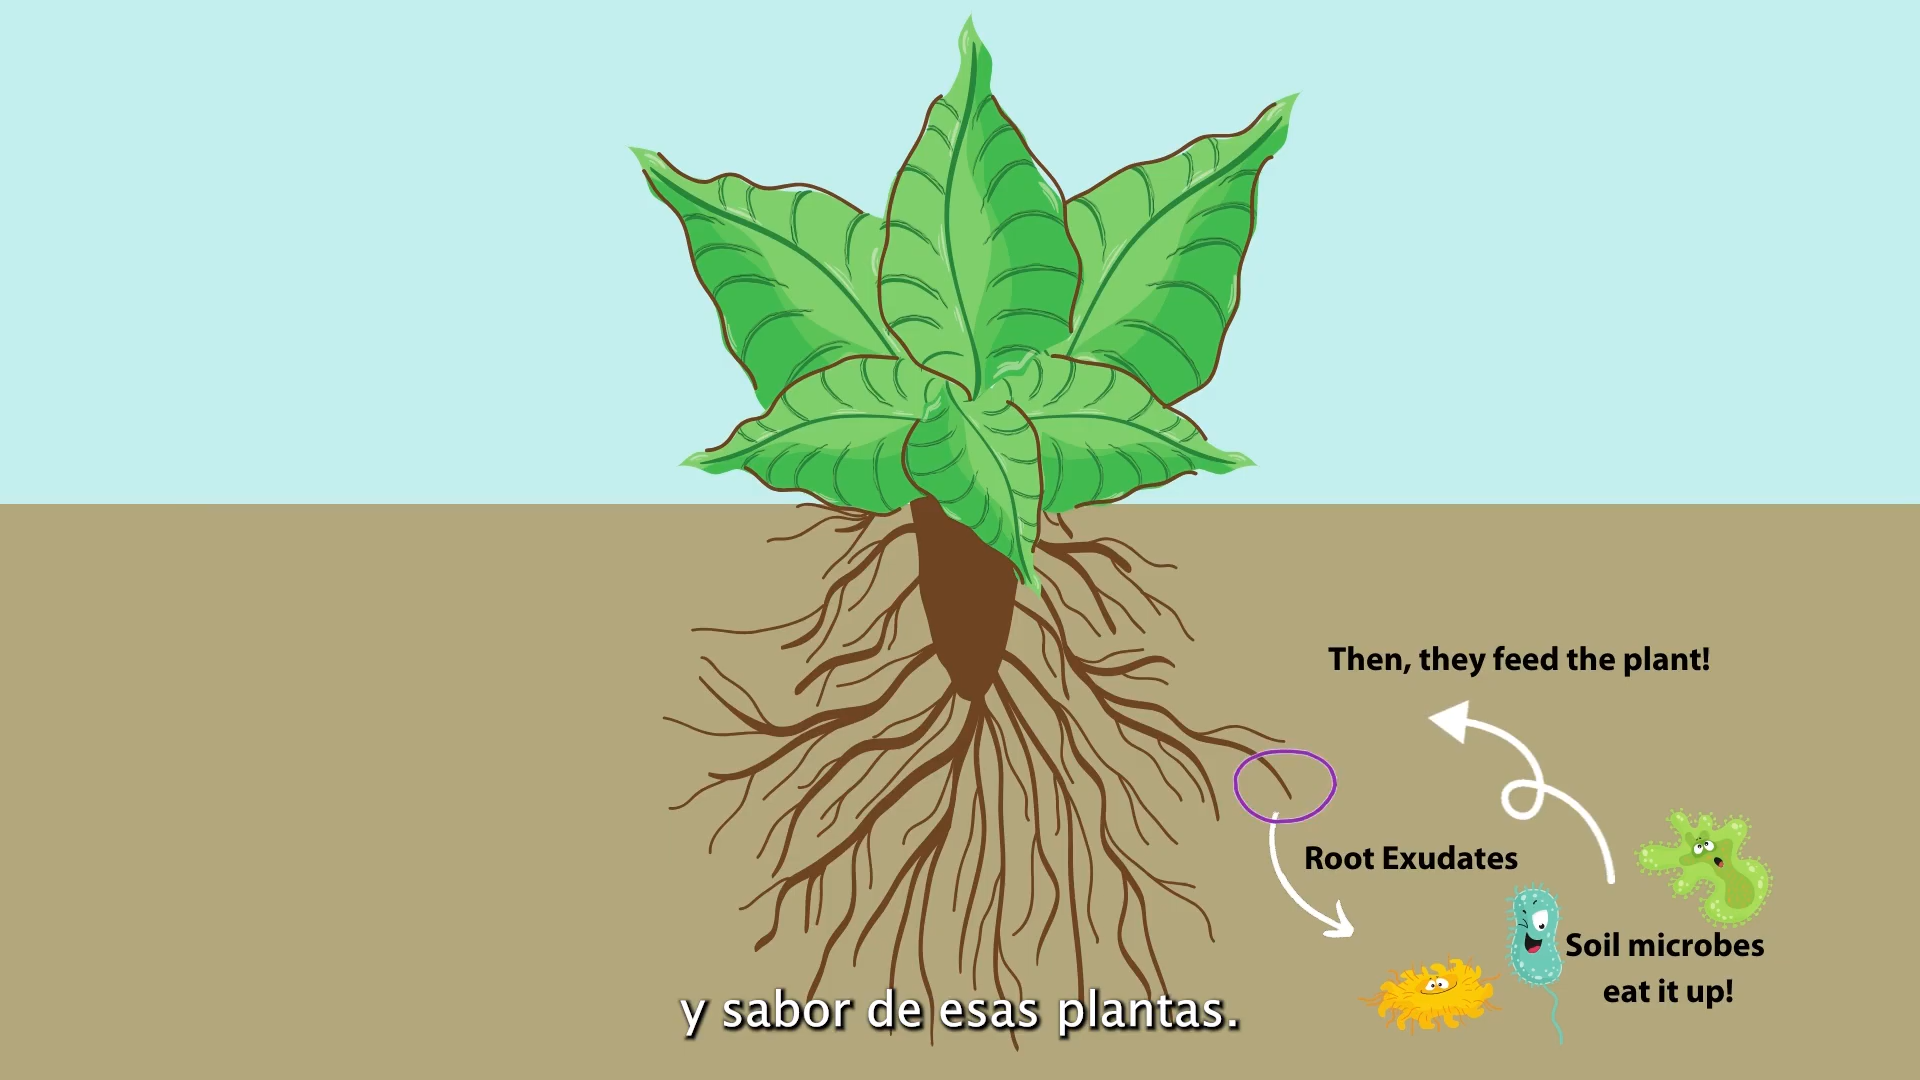 Then, they feed the plant!
Root Exudates
Soil microbes
eat it up!
y sabor de esas plantas.